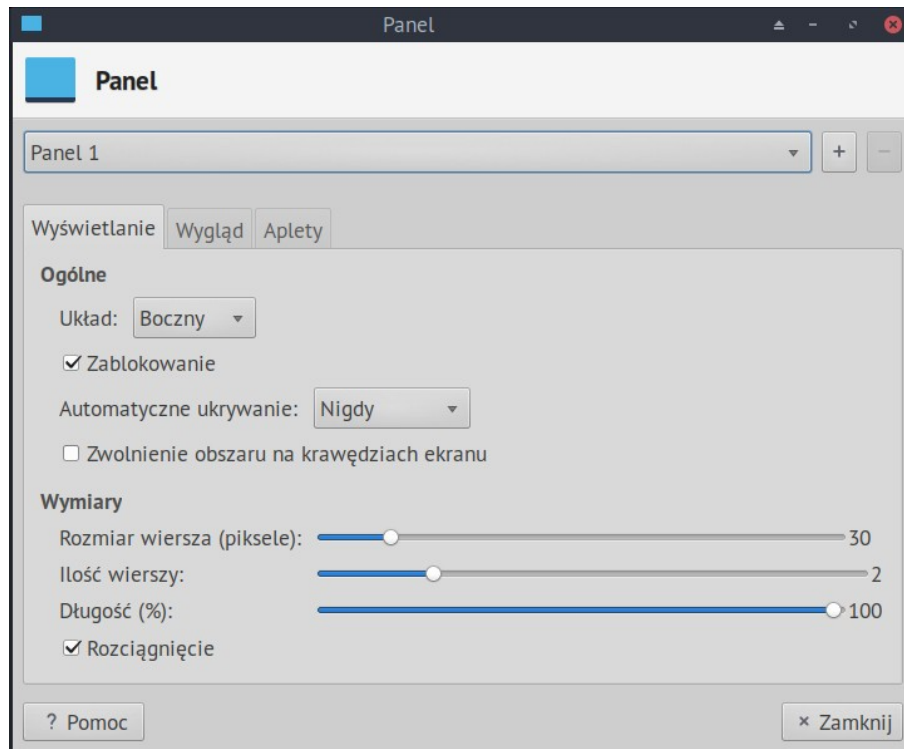 Panel
Panel
Panel 1
Wyświetlanie Wygląd Aplety
Ogólne
Układ: Boczny
Zablokowanie
Automatyczne ukrywanie: Nigdy
Zwolnienie obszaru na krawędziach ekranu
Wymiary
Rozmiar wiersza (piksele): 30
Ilość wierszy: 2
Długość (%): 100
Rozciągnięcie
? Pomoc × Zamknij